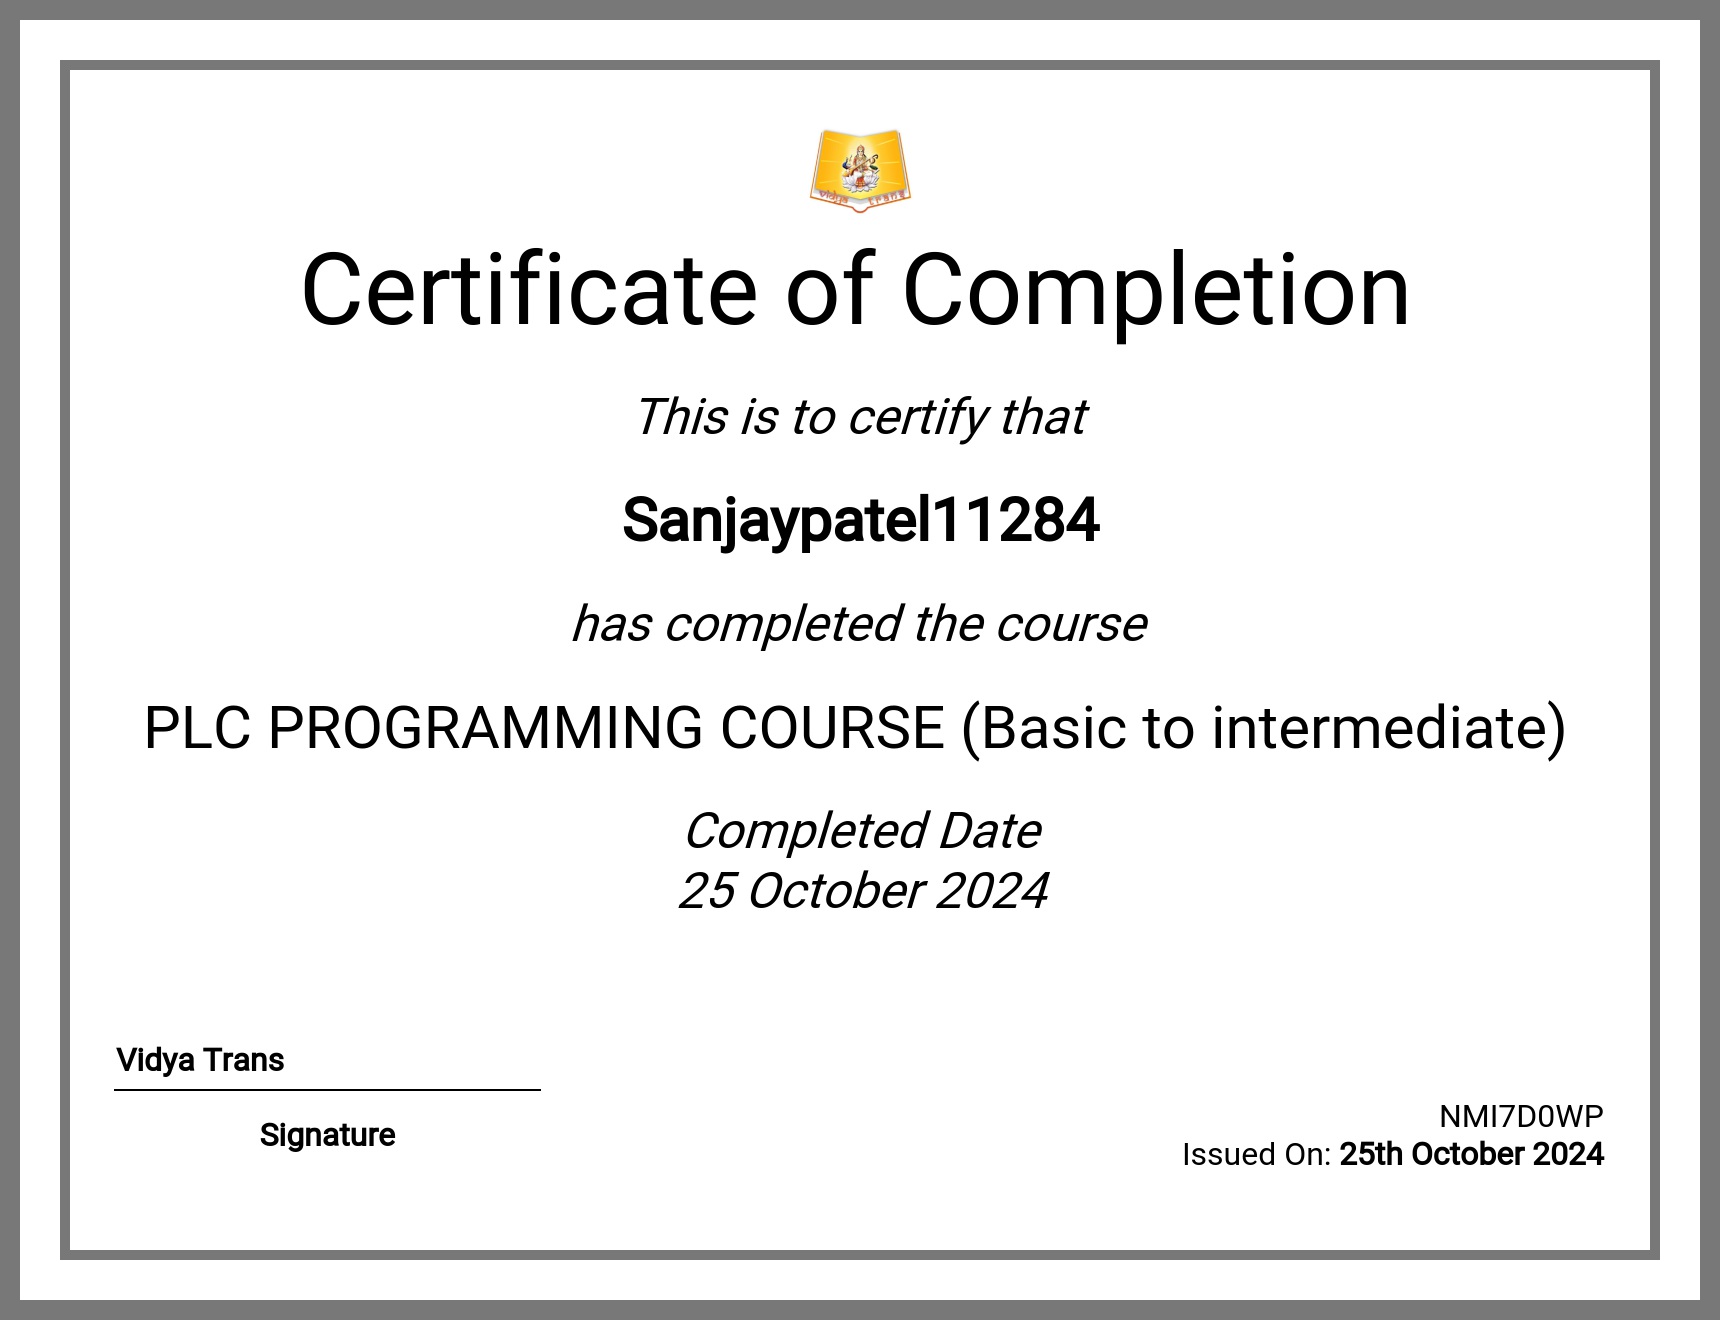 vidya trans
Certificate of Completion
This is to certify that
Sanjaypatel11284
has completed the course
PLC PROGRAMMING COURSE (Basic to intermediate)
Completed Date
25 October 2024
Vidya Trans
Signature
NMI7D0WP
Issued On: 25th October 2024